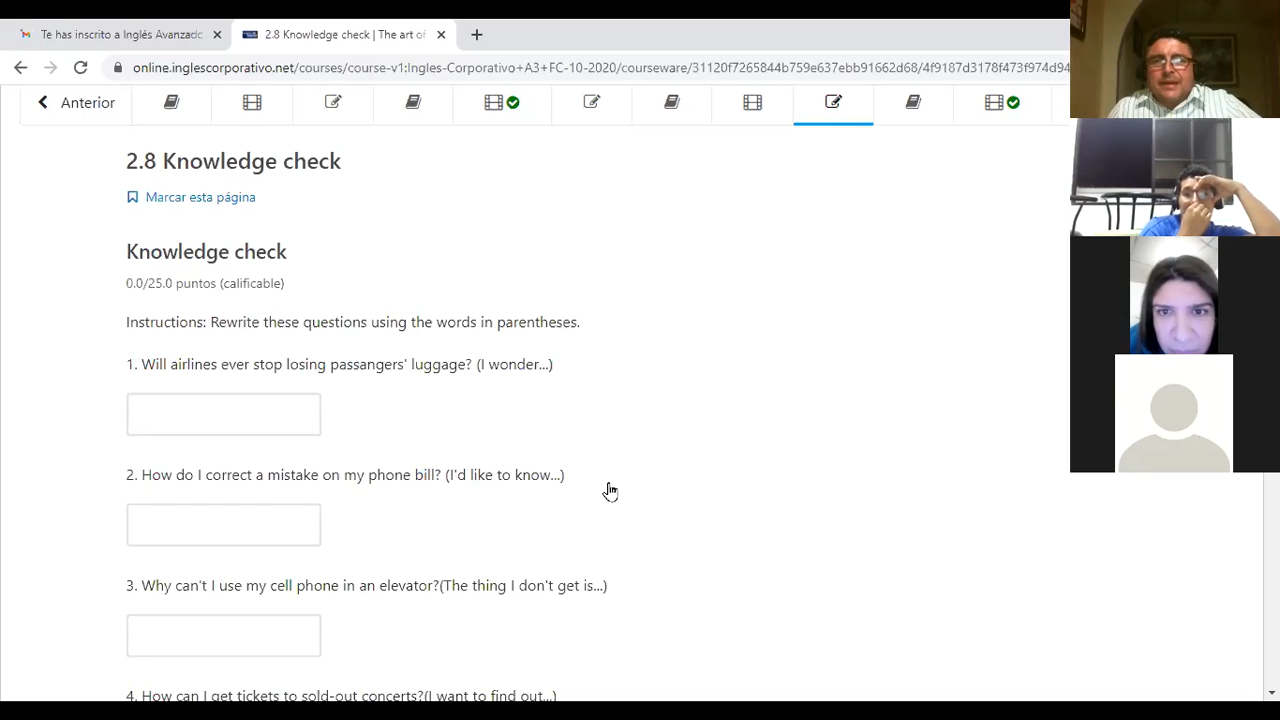 Te has inscrito a Inglés Avanzado
2.8 Knowledge check | The art of
online.inglescorporativo.net/courses/course-v1:Ingles-Corporativo+A3+FC-10-2020/courseware/31120f7265844b759e637ebb91662d68/4f9187d3178f473f974d94
Anterior
2.8 Knowledge check
Marcar esta página
Knowledge check
0.0/25.0 puntos (calificable)
Instructions: Rewrite these questions using the words in parentheses.
1. Will airlines ever stop losing passangers' luggage? (I wonder...)
2. How do I correct a mistake on my phone bill? (I'd like to know...)
3. Why can't I use my cell phone in an elevator?(The thing I don't get is...)
4. How can I get tickets to sold-out concerts?(I want to find out...)